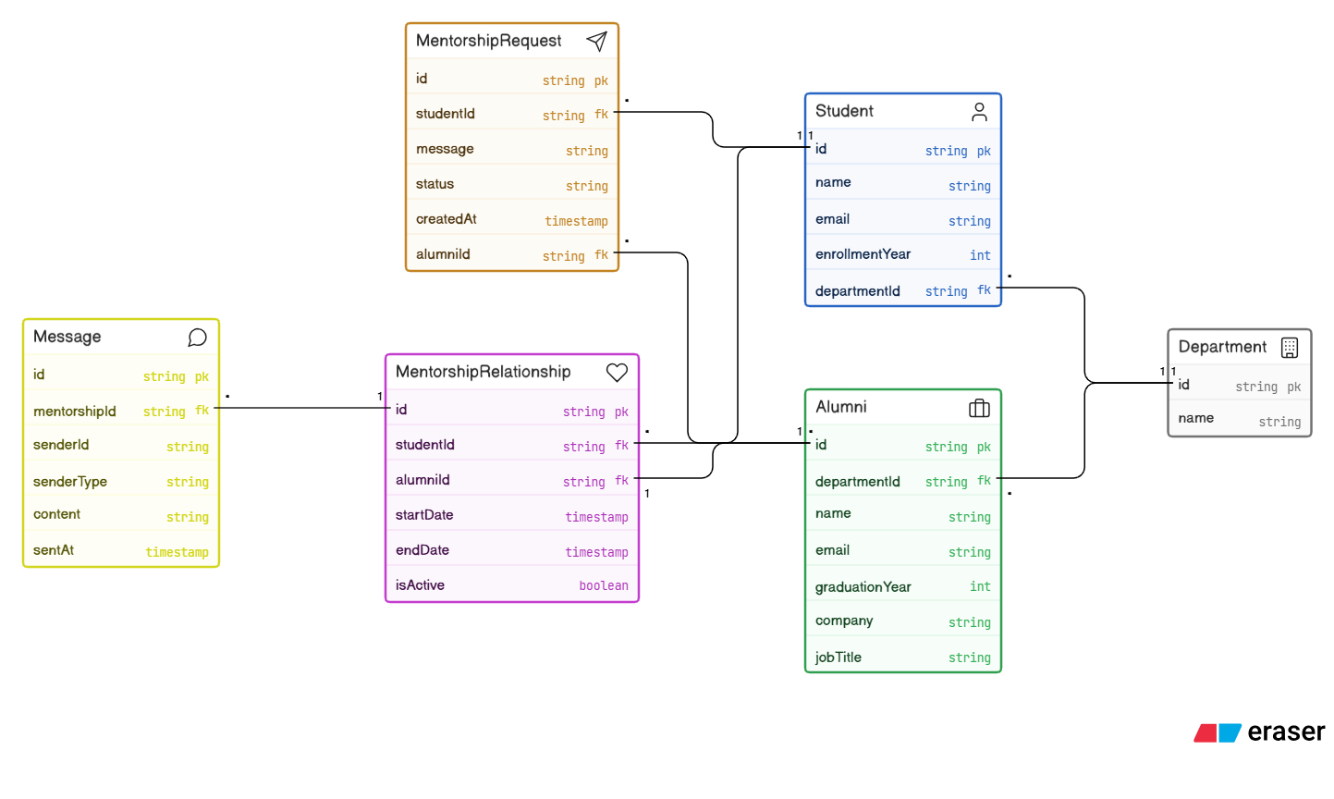 MentorshipRequest
id string pk
studentId string fk
message string
status string
createdAt timestamp
alumniId string fk
Student
id string pk
name string
email string
enrollmentYear int
departmentId string fk
Message
id string pk
mentorshipId string fk
senderId string
senderType string
content string
sentAt timestamp
MentorshipRelationship
id string pk
studentId string fk
alumniId string fk
startDate timestamp
endDate timestamp
isActive boolean
Alumni
id string pk
departmentId string fk
name string
email string
graduationYear int
company string
jobTitle string
Department
id string pk
name string
1 1
1
1
1
1 1
eraser